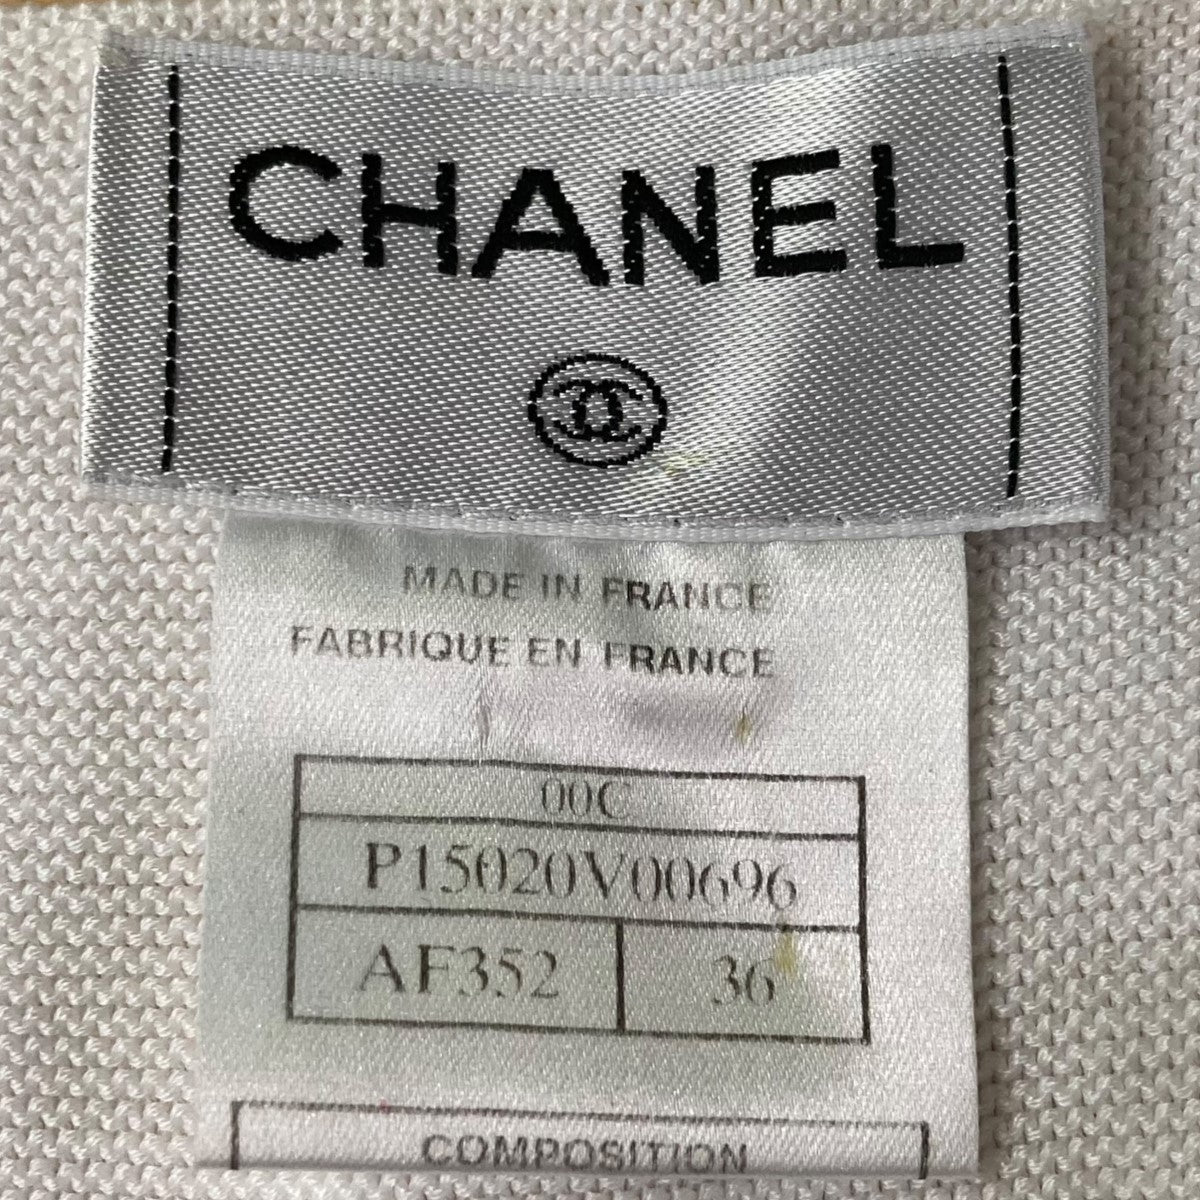 CHANEL
MADE IN FRANCE
FABRIQUE EN FRANCE
00C
P15020V00696
AF352 36
COMPOSITION